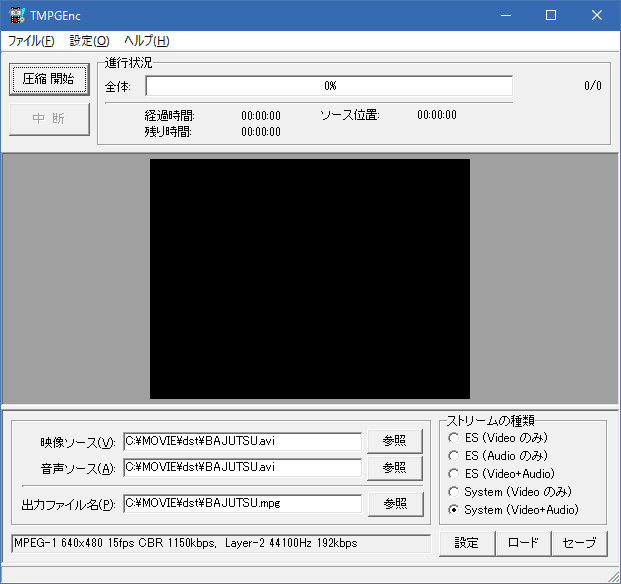 TMPGEnc
ファイル(F) 設定(O) ヘルプ(H)
圧縮 開始
中 断
進行状況
全体: 0% 0/0
経過時間: 00:00:00 ソース位置: 00:00:00
残り時間: 00:00:00
映像ソース(V): C:¥MOVIE¥dst¥BAJUTSU.avi 参照
音声ソース(A): C:¥MOVIE¥dst¥BAJUTSU.avi 参照
出力ファイル名(P): C:¥MOVIE¥dst¥BAJUTSU.mpg 参照
MPEG-1 640x480 15fps CBR 1150kbps, Layer-2 44100Hz 192kbps
ストリームの種類
ES (Video のみ)
ES (Audio のみ)
ES (Video+Audio)
System (Video のみ)
System (Video+Audio)
設定 ロード セーブ